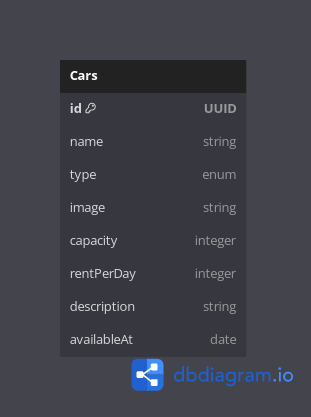 Cars
id UUID
name string
type enum
image string
capacity integer
rentPerDay integer
description string
availableAt date
dbdiagram.io